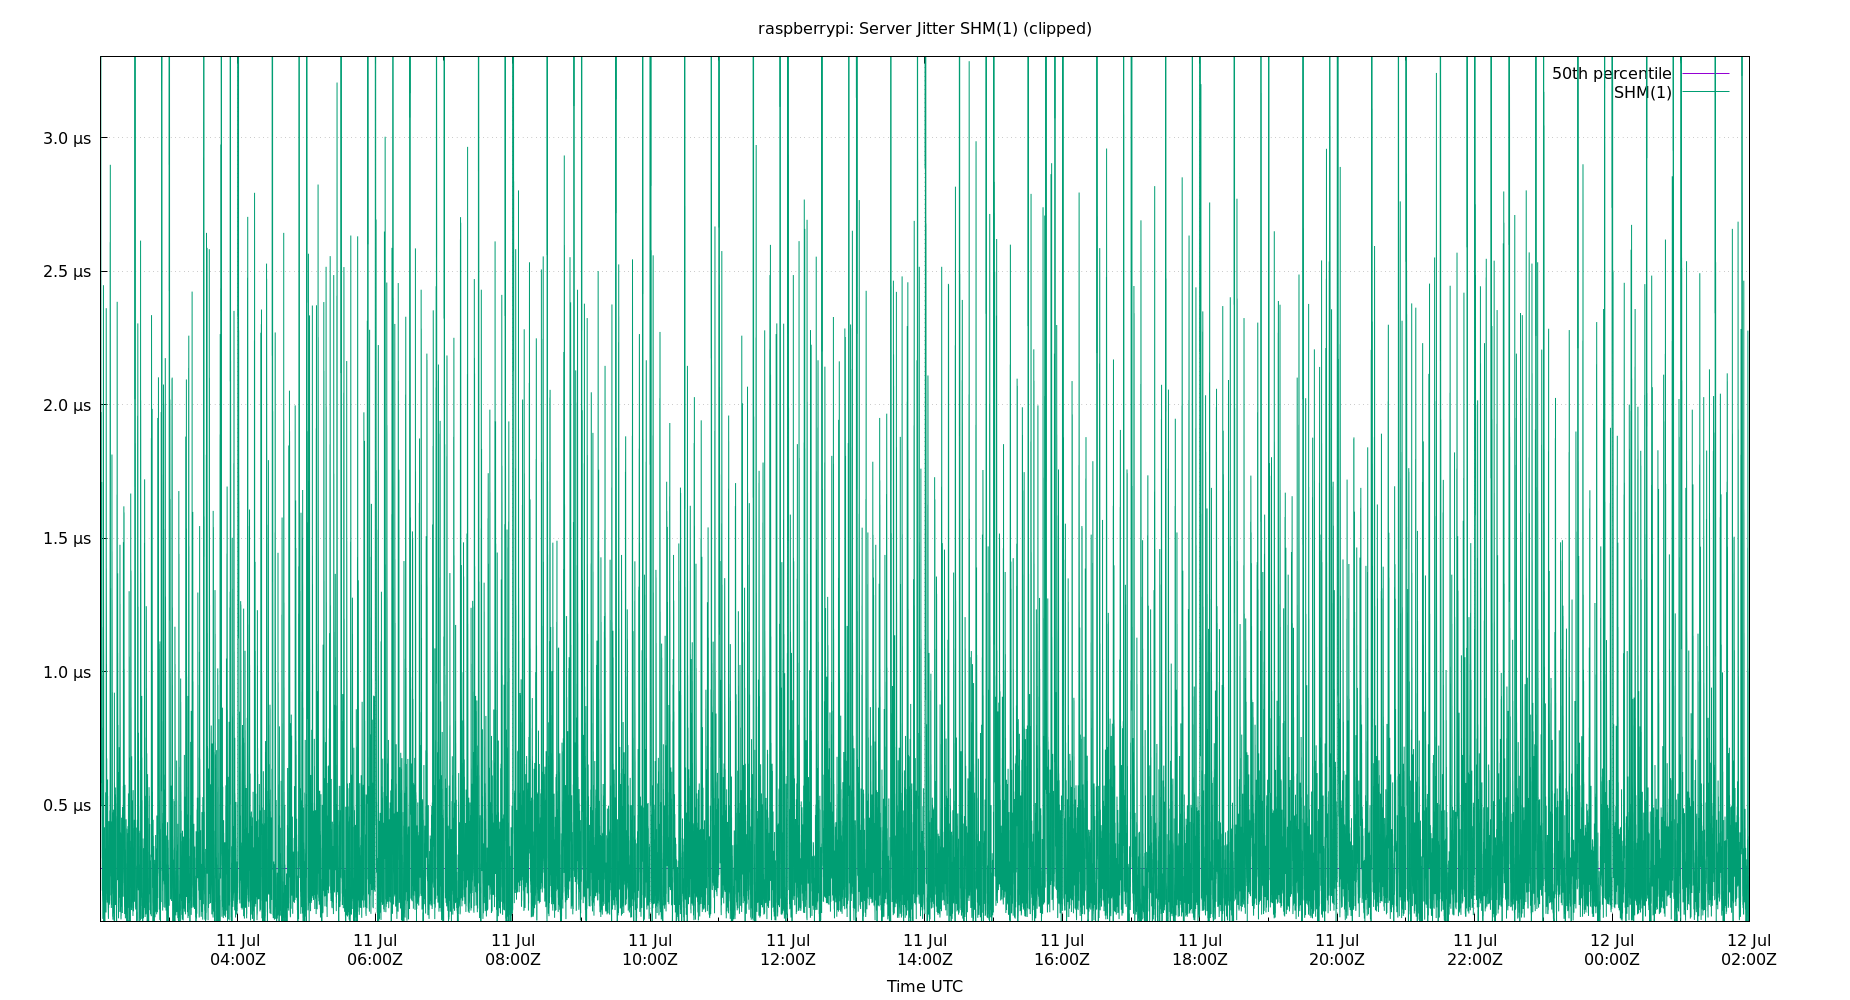 raspberrypi: Server Jitter SHM(1) (clipped)
50th percentile
SHM(1)
3.0 µs
2.5 µs
2.0 µs
1.5 µs
1.0 µs
0.5 µs
11 Jul 11 Jul 11 Jul 11 Jul 11 Jul 11 Jul 11 Jul 11 Jul 11 Jul 11 Jul 12 Jul 12 Jul
04:00Z 06:00Z 08:00Z 10:00Z 12:00Z 14:00Z 16:00Z 18:00Z 20:00Z 22:00Z 00:00Z 02:00Z
Time UTC